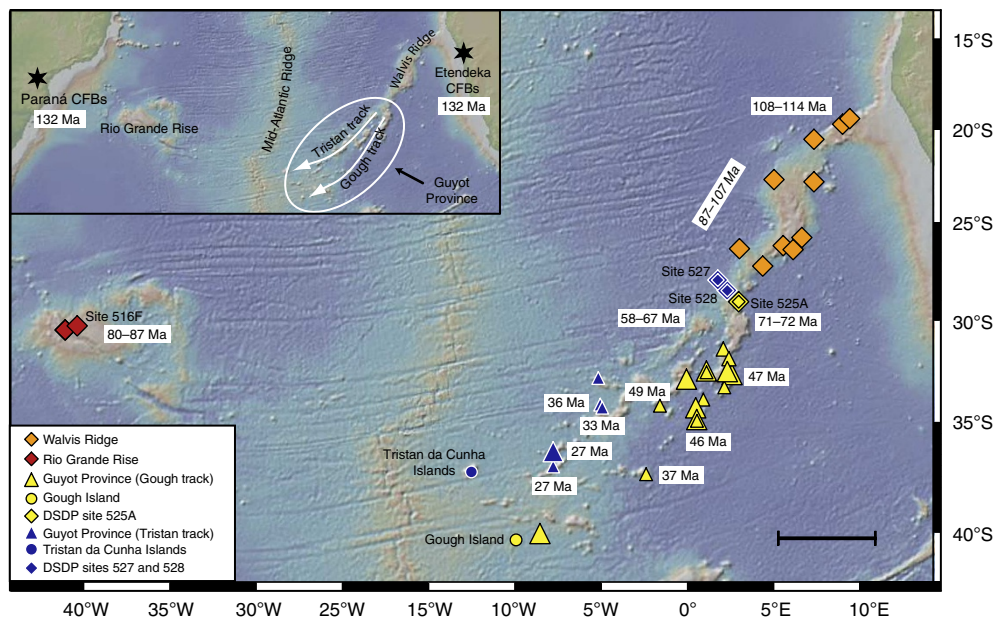 Paraná CFBs
132 Ma
Rio Grande Rise
Mid-Atlantic Ridge
Walvis Ridge
Etendeka
CFBs
132 Ma
Tristan track
Gough track
Guyot
Province
108–114 Ma
87–107 Ma
Site 527
Site 528
Site 525A
58–67 Ma
71–72 Ma
Site 516F
80–87 Ma
47 Ma
49 Ma
36 Ma
33 Ma
46 Ma
Tristan da Cunha
Islands
27 Ma
27 Ma
37 Ma
Gough Island
Walvis Ridge
Rio Grande Rise
Guyot Province (Gough track)
Gough Island
DSDP site 525A
Guyot Province (Tristan track)
Tristan da Cunha Islands
DSDP sites 527 and 528
15°S
20°S
25°S
30°S
35°S
40°S
40°W 35°W 30°W 20°W 15°W 10°W 5°W 0° 5°E 10°E